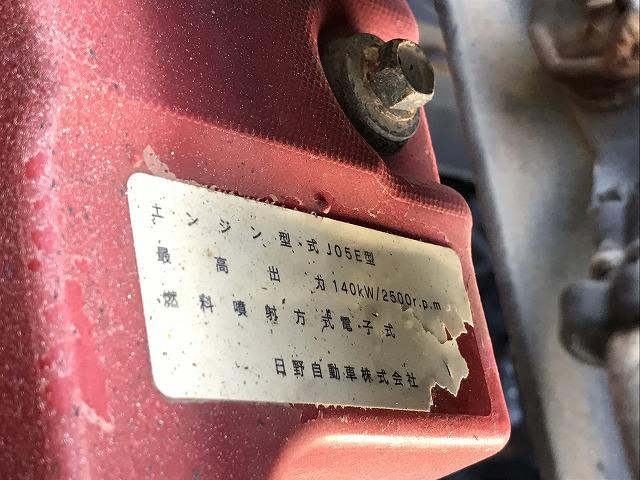 エンジン型式J05E型
最高出力140kW/2500r.p.m
燃料噴射方式電子式
日野自動車株式会社